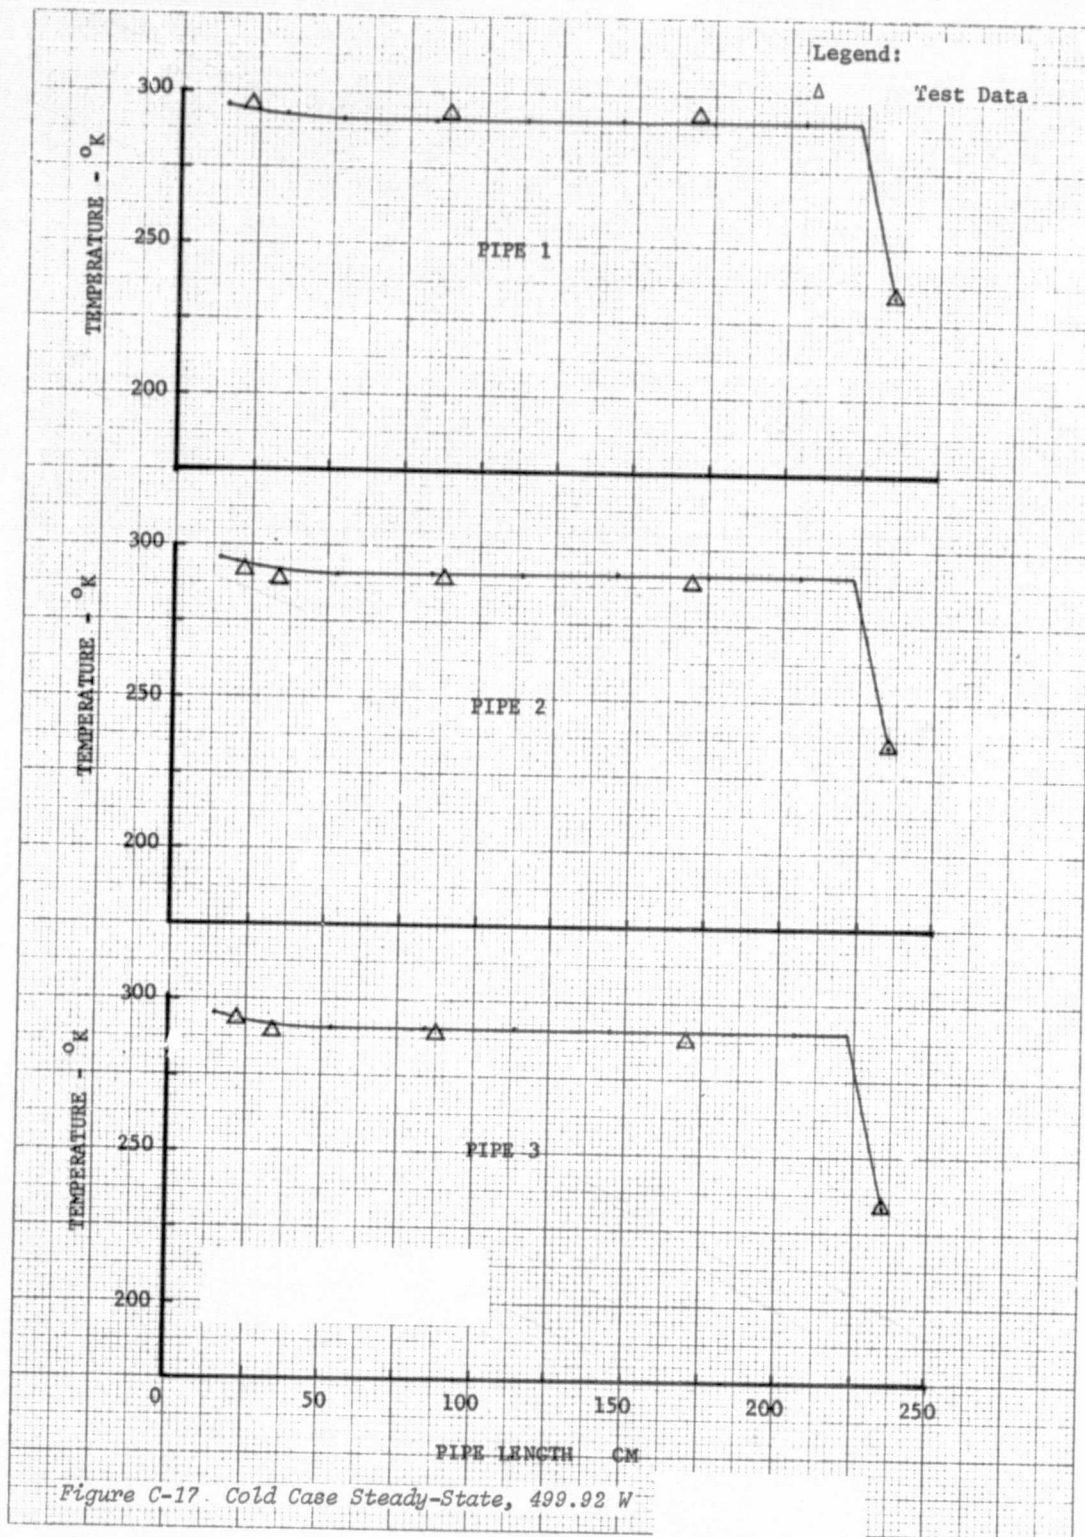 Legend:
Δ Test Data
300
250
200
TEMPERATURE - °K
PIPE 1
300
250
200
TEMPERATURE - °K
PIPE 2
300
250
200
TEMPERATURE - °K
PIPE 3
0 50 100 150 200 250
PIPE LENGTH CM
Figure C-17 Cold Case Steady-State, 499.92 W